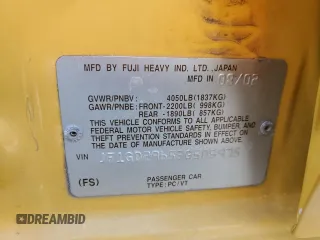 MFD BY FUJI HEAVY IND. LTD. JAPAN
MFD IN 09/02
GVWR/PNBV: 4050LB(1837KG)
GAWR/PNBE: FRONT-2200LB( 998KG)
REAR -1890LB( 857KG)
THIS VEHICLE CONFORMS TO ALL APPLICABLE
FEDERAL MOTOR VEHICLE SAFETY, BUMPER, AND
THEFT PREVENTION STANDARDS IN EFFECT ON THE
DATE OF MANUFACTURE SHOWN ABOVE
VIN
(FS)
PASSENGER CAR
TYPE:PC/VT
© AUTOBIDMASTER